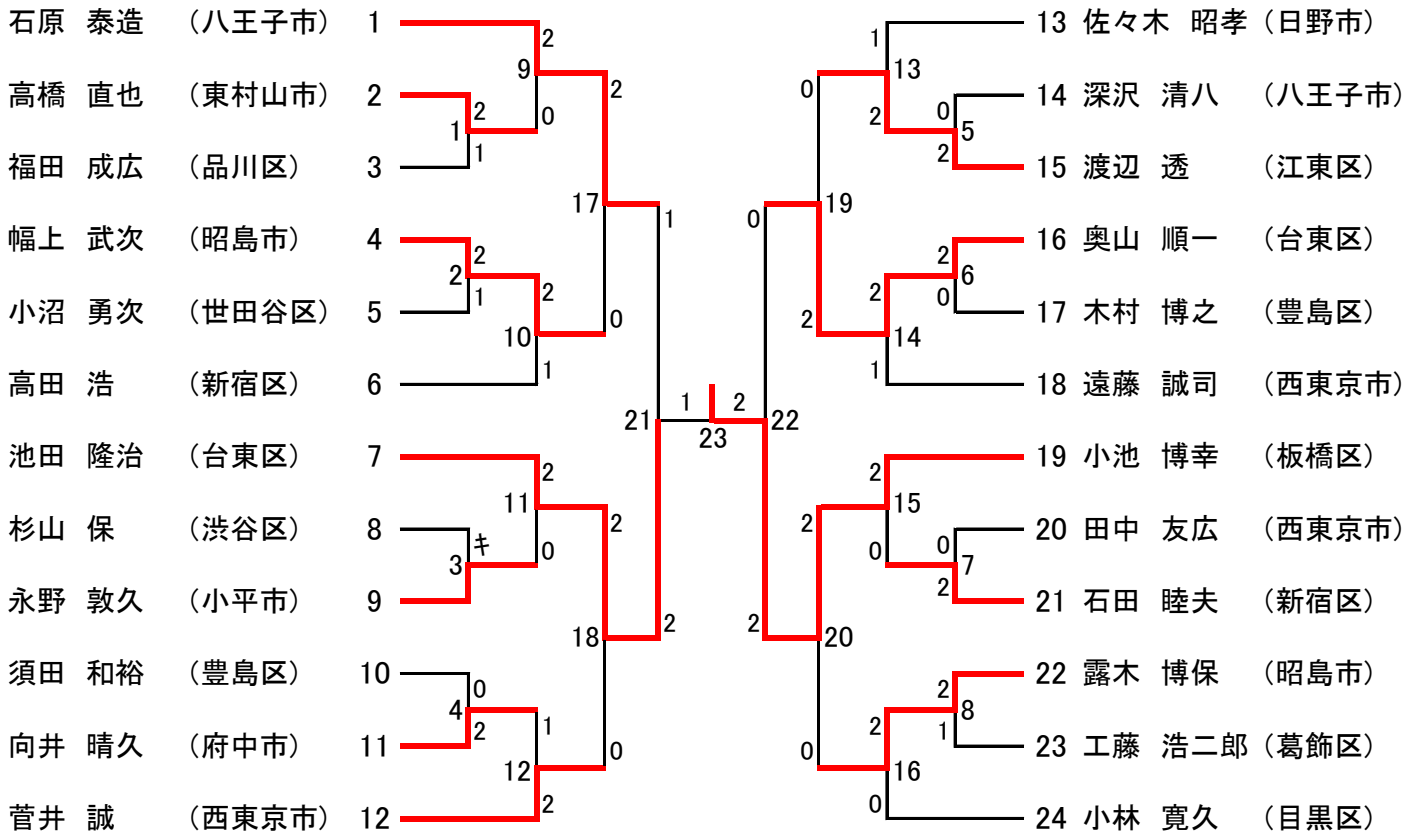 石原 泰造 （八王子市） 1
高橋 直也 （東村山市） 2
福田 成広 （品川区） 3
幅上 武次 （昭島市） 4
小沼 勇次 （世田谷区） 5
高田 浩 （新宿区） 6
池田 隆治 （台東区） 7
杉山 保 （渋谷区） 8
永野 敦久 （小平市） 9
須田 和裕 （豊島区） 10
向井 晴久 （府中市） 11
菅井 誠 （西東京市） 12
2
9
2
2
0
1
1
17
1
2
2
2
1
10
0
1
21
2
11
2
キ
3
0
18
2
0
4
2
1
12
0
2
1
23
2
1
13
0
0
2
5
2
0
19
2
6
2
2
0
14
1
22
2
15
2
0
0
7
2
2
20
2
8
2
1
0
16
0
13 佐々木 昭孝 （日野市）
14 深沢 清八 （八王子市）
15 渡辺 透 （江東区）
16 奥山 順一 （台東区）
17 木村 博之 （豊島区）
18 遠藤 誠司 （西東京市）
19 小池 博幸 （板橋区）
20 田中 友広 （西東京市）
21 石田 睦夫 （新宿区）
22 露木 博保 （昭島市）
23 工藤 浩二郎 （葛飾区）
24 小林 寛久 （目黒区）